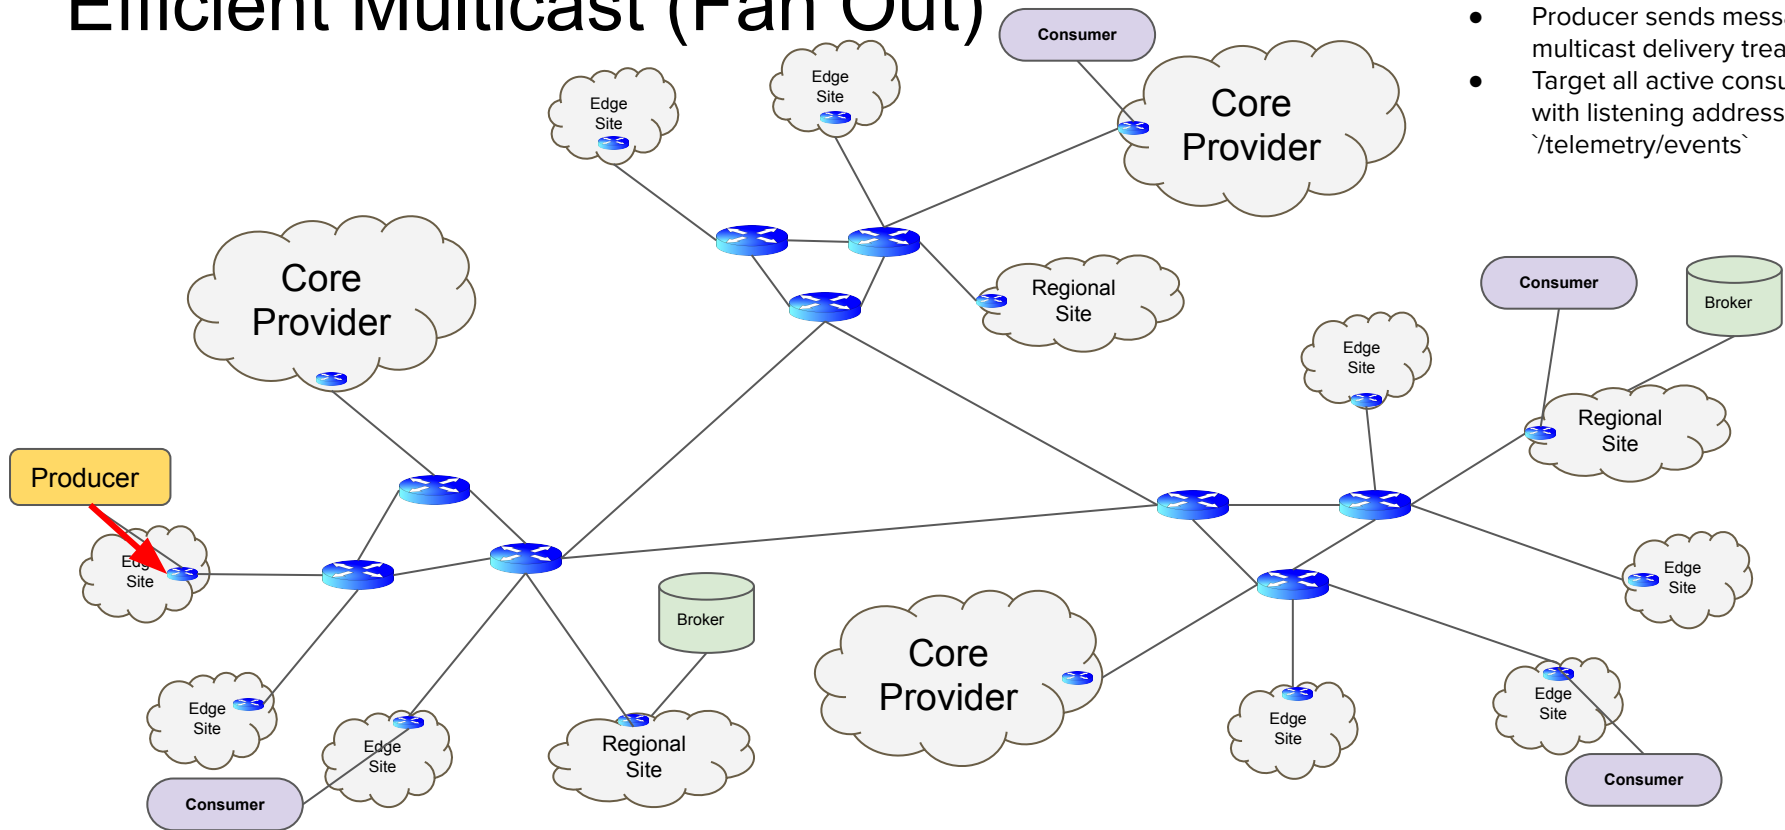 Efficient Multicast (Fan Out)
● Producer sends messa
multicast delivery trea
● Target all active consu
with listening address
`/telemetry/events`
Consumer
Edge
Site
Edge
Site
Core
Provider
Core
Provider
Regional
Site
Consumer
Broker
Edge
Site
Regional
Site
Producer
Edge
Site
Edge
Site
Broker
Core
Provider
Edge
Site
Edge
Site
Edge
Site
Edge
Site
Regional
Site
Consumer
Consumer